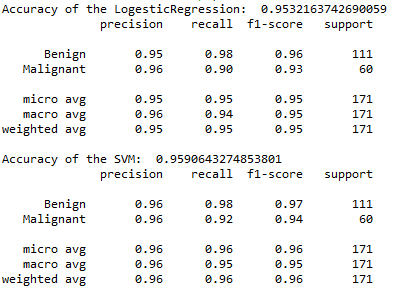 Accuracy of the LogesticRegression:  0.9532163742690059
              precision    recall  f1-score   support

      Benign       0.95      0.98      0.96       111
   Malignant       0.96      0.90      0.93        60

   micro avg       0.95      0.95      0.95       171
   macro avg       0.96      0.94      0.95       171
weighted avg       0.95      0.95      0.95       171

Accuracy of the SVM:  0.9590643274853801
              precision    recall  f1-score   support

      Benign       0.96      0.98      0.97       111
   Malignant       0.96      0.92      0.94        60

   micro avg       0.96      0.96      0.96       171
   macro avg       0.96      0.95      0.95       171
weighted avg       0.96      0.96      0.96       171